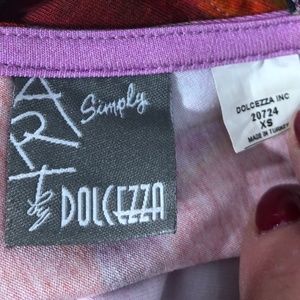 Simply
ART
by DOLCEZZA
DOLCEZZA INC
20724
XS
MADE IN TURKEY